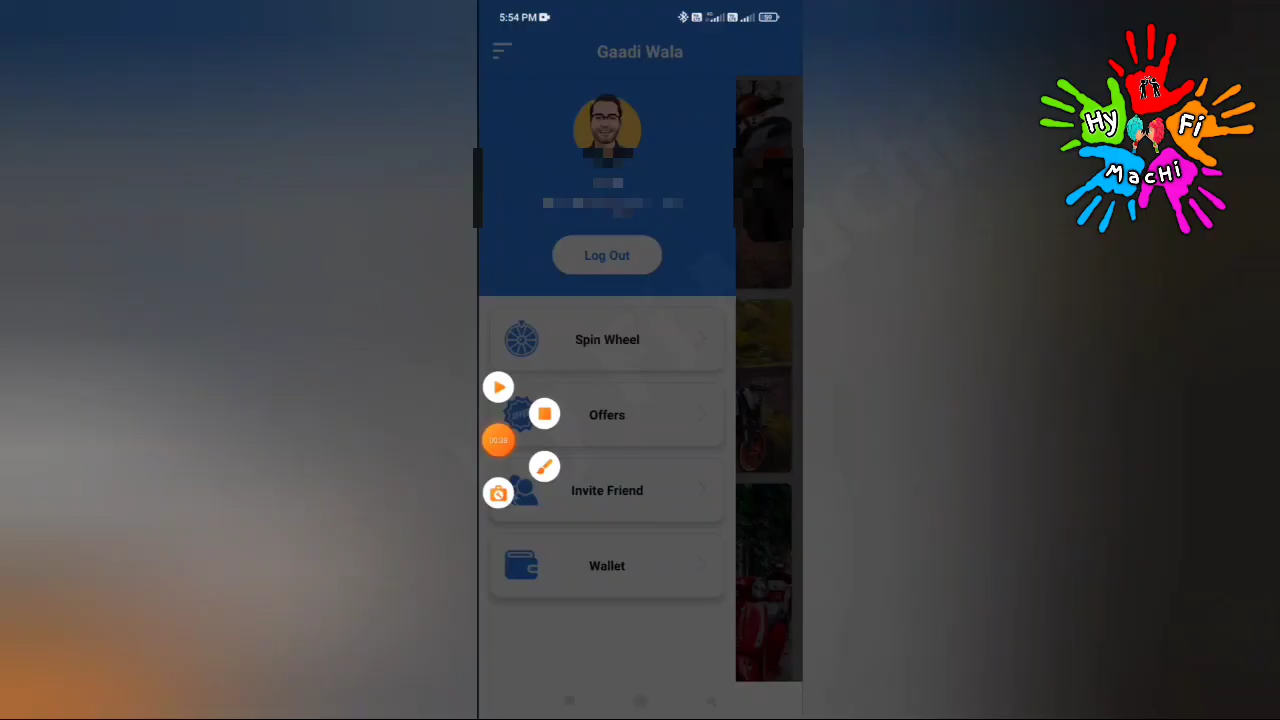 5:54 PM
Gaadi Wala
Log Out
Spin Wheel
Offers
Invite Friend
Wallet
Hy Fi
MacHi